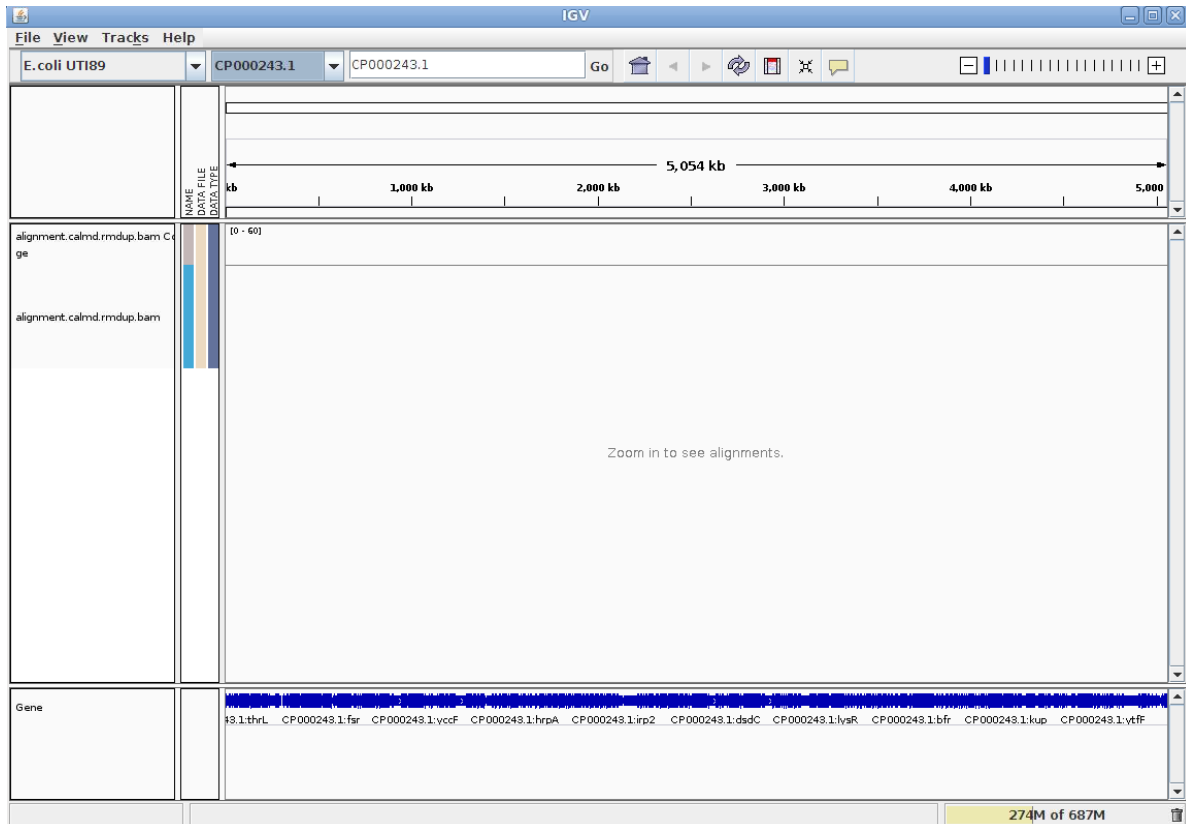 IGV
File View Tracks Help
E.coli UTI89 CP000243.1 CP000243.1 Go
NAME
DATA FILE
DATA TYPE
5,054 kb
kb 1,000 kb 2,000 kb 3,000 kb 4,000 kb 5,000
alignment.calmd.rmdup.bam Co
ge
[0 - 60]
alignment.calmd.rmdup.bam
Zoom in to see alignments.
Gene
43.1:thrL CP000243.1:fsr CP000243.1:yccF CP000243.1:hrpA CP000243.1:irp2 CP000243.1:dsdC CP000243.1:lysR CP000243.1:bfr CP000243.1:kup CP000243.1:ytfF
274M of 687M